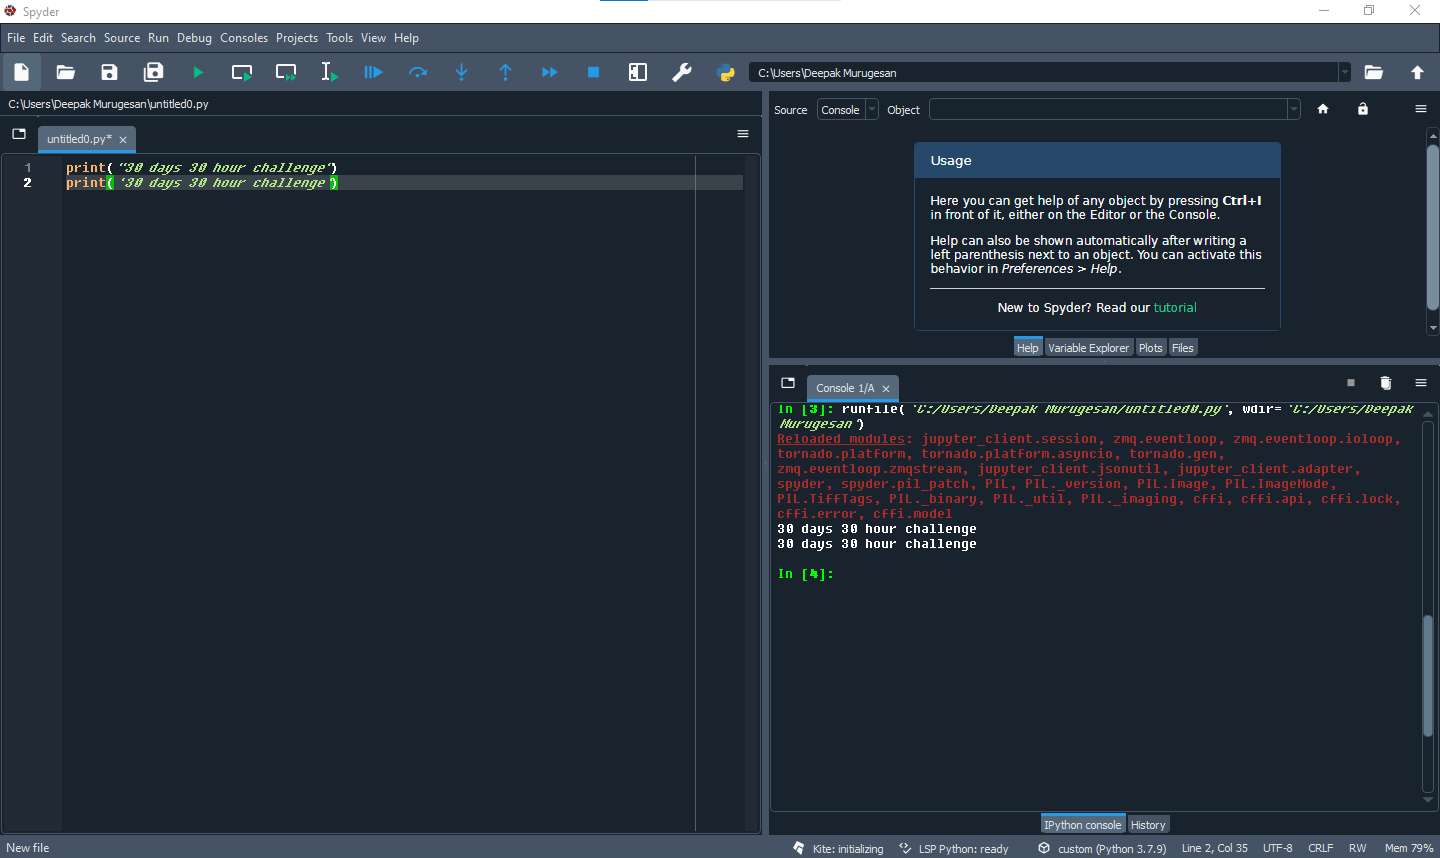 Spyder
File Edit Search Source Run Debug Consoles Projects Tools View Help
C:\Users\Deepak Murugesan
C:\Users\Deepak Murugesan\untitled0.py
untitled0.py*
1 print("30 days 30 hour challenge")
2 print('30 days 30 hour challenge')
Source Console Object
Usage
Here you can get help of any object by pressing Ctrl+I
in front of it, either on the Editor or the Console.
Help can also be shown automatically after writing a
left parenthesis next to an object. You can activate this
behavior in Preferences > Help.
New to Spyder? Read our tutorial
Help Variable Explorer Plots Files
Console 1/A
In [3]: runfile('C:/Users/Deepak Murugesan/untitled0.py', wdir='C:/Users/Deepak
Murugesan')
Reloaded modules: jupyter_client.session, zmq.eventloop, zmq.eventloop.ioloop,
tornado.platform, tornado.platform.asyncio, tornado.gen,
zmq.eventloop.zmqstream, jupyter_client.jsonutil, jupyter_client.adapter,
spyder, spyder.pil_patch, PIL, PIL._version, PIL.Image, PIL.ImageMode,
PIL.TiffTags, PIL._binary, PIL._util, PIL._imaging, cffi, cffi.api, cffi.lock,
cffi.error, cffi.model
30 days 30 hour challenge
30 days 30 hour challenge
In [4]:
IPython console History
New file Kite: initializing LSP Python: ready custom (Python 3.7.9) Line 2, Col 35 UTF-8 CRLF RW Mem 79%